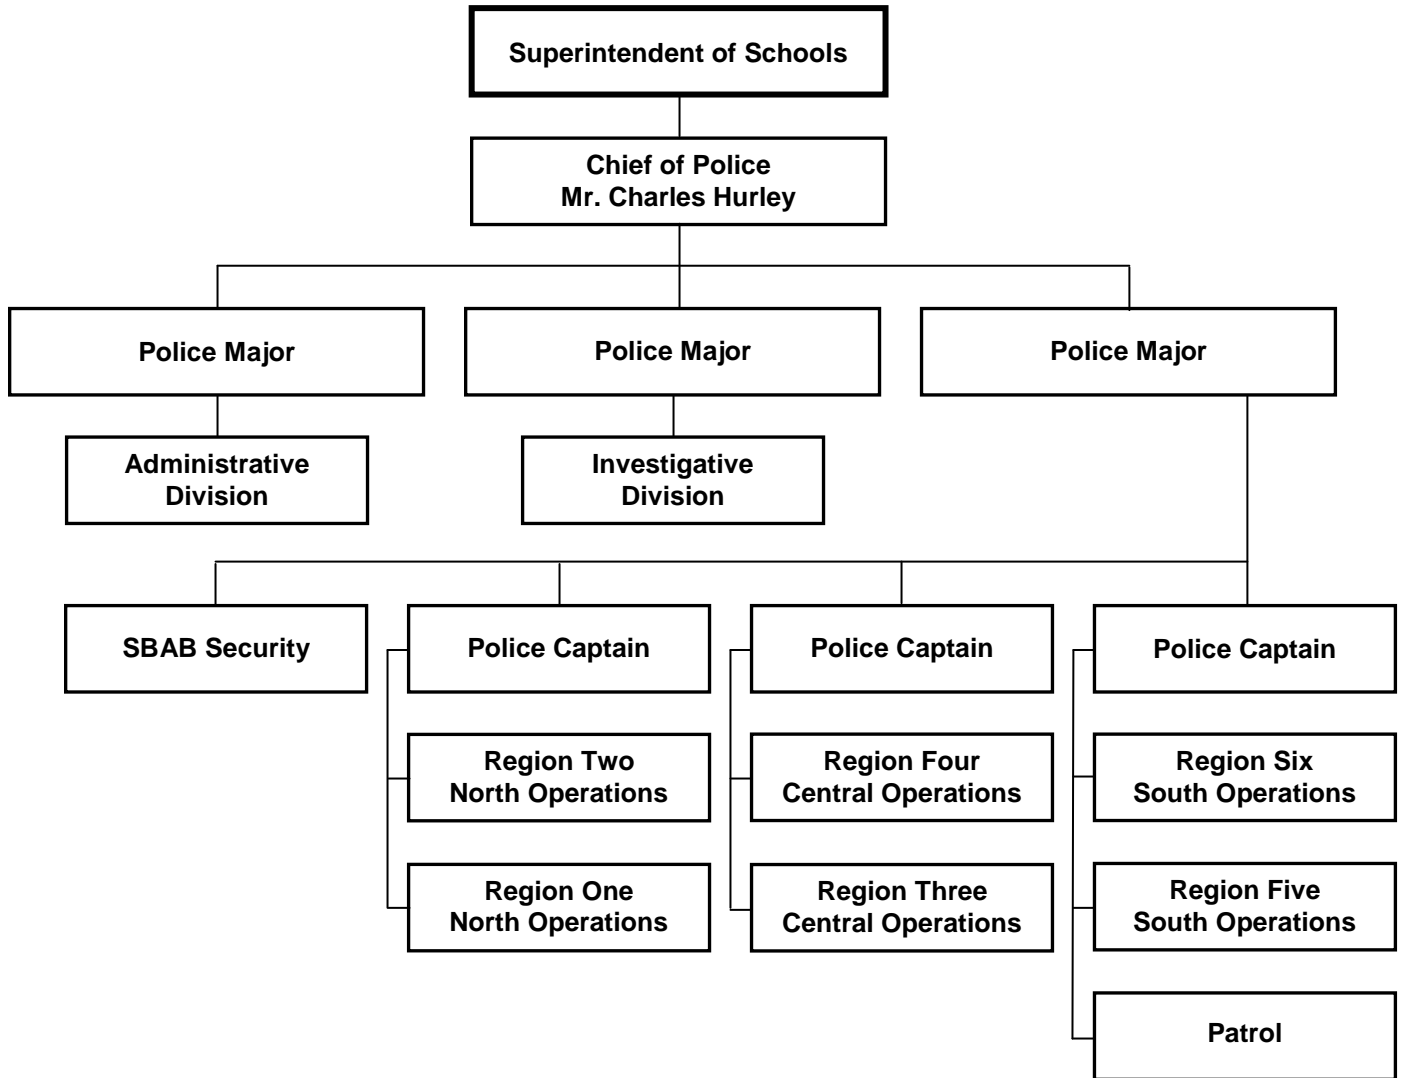 Superintendent of Schools
Chief of Police
Mr. Charles Hurley
Police Major
Police Major
Police Major
Administrative
Division
Investigative
Division
SBAB Security
Police Captain
Police Captain
Police Captain
Region Two
North Operations
Region Four
Central Operations
Region Six
South Operations
Region One
North Operations
Region Three
Central Operations
Region Five
South Operations
Patrol